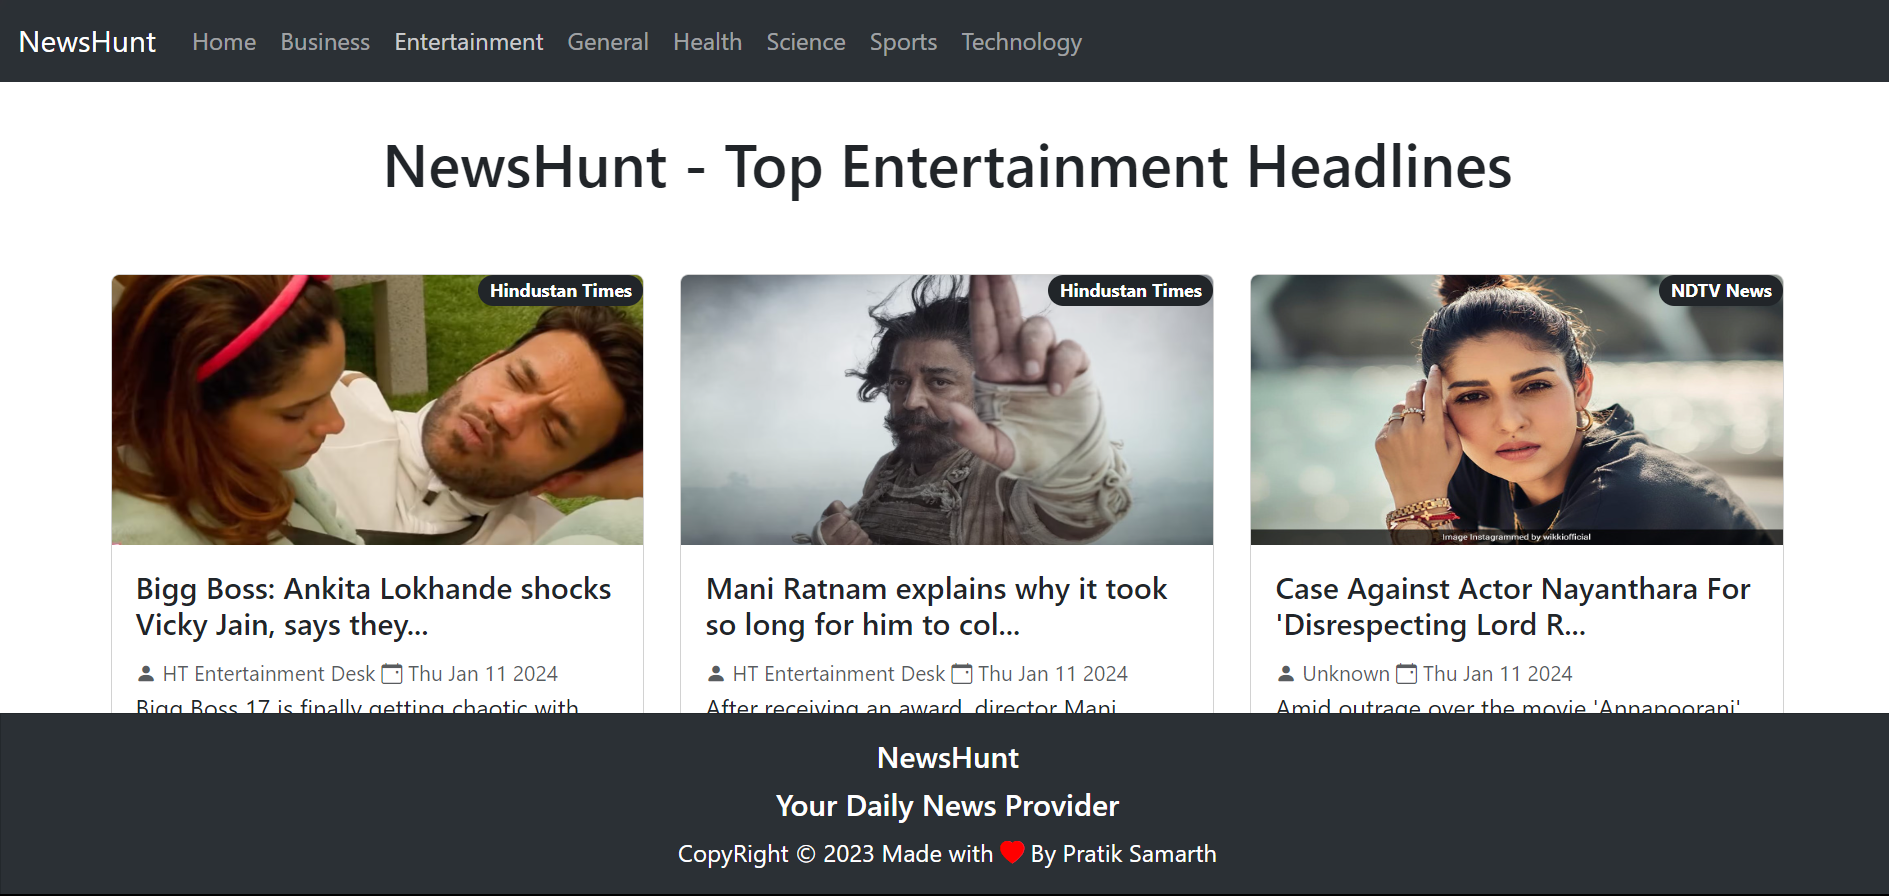 NewsHunt Home Business Entertainment General Health Science Sports Technology
NewsHunt - Top Entertainment Headlines
Hindustan Times
Bigg Boss: Ankita Lokhande shocks
Vicky Jain, says they...
HT Entertainment Desk Thu Jan 11 2024
Bigg Boss 17 is finally getting chaotic with
Hindustan Times
Mani Ratnam explains why it took
so long for him to col...
HT Entertainment Desk Thu Jan 11 2024
After receiving an award, director Mani
NDTV News
Image Instagrammed by wikkiofficial
Case Against Actor Nayanthara For
'Disrespecting Lord R...
Unknown Thu Jan 11 2024
Amid outrage over the movie 'Annapoorani'
NewsHunt
Your Daily News Provider
CopyRight © 2023 Made with ❤ By Pratik Samarth